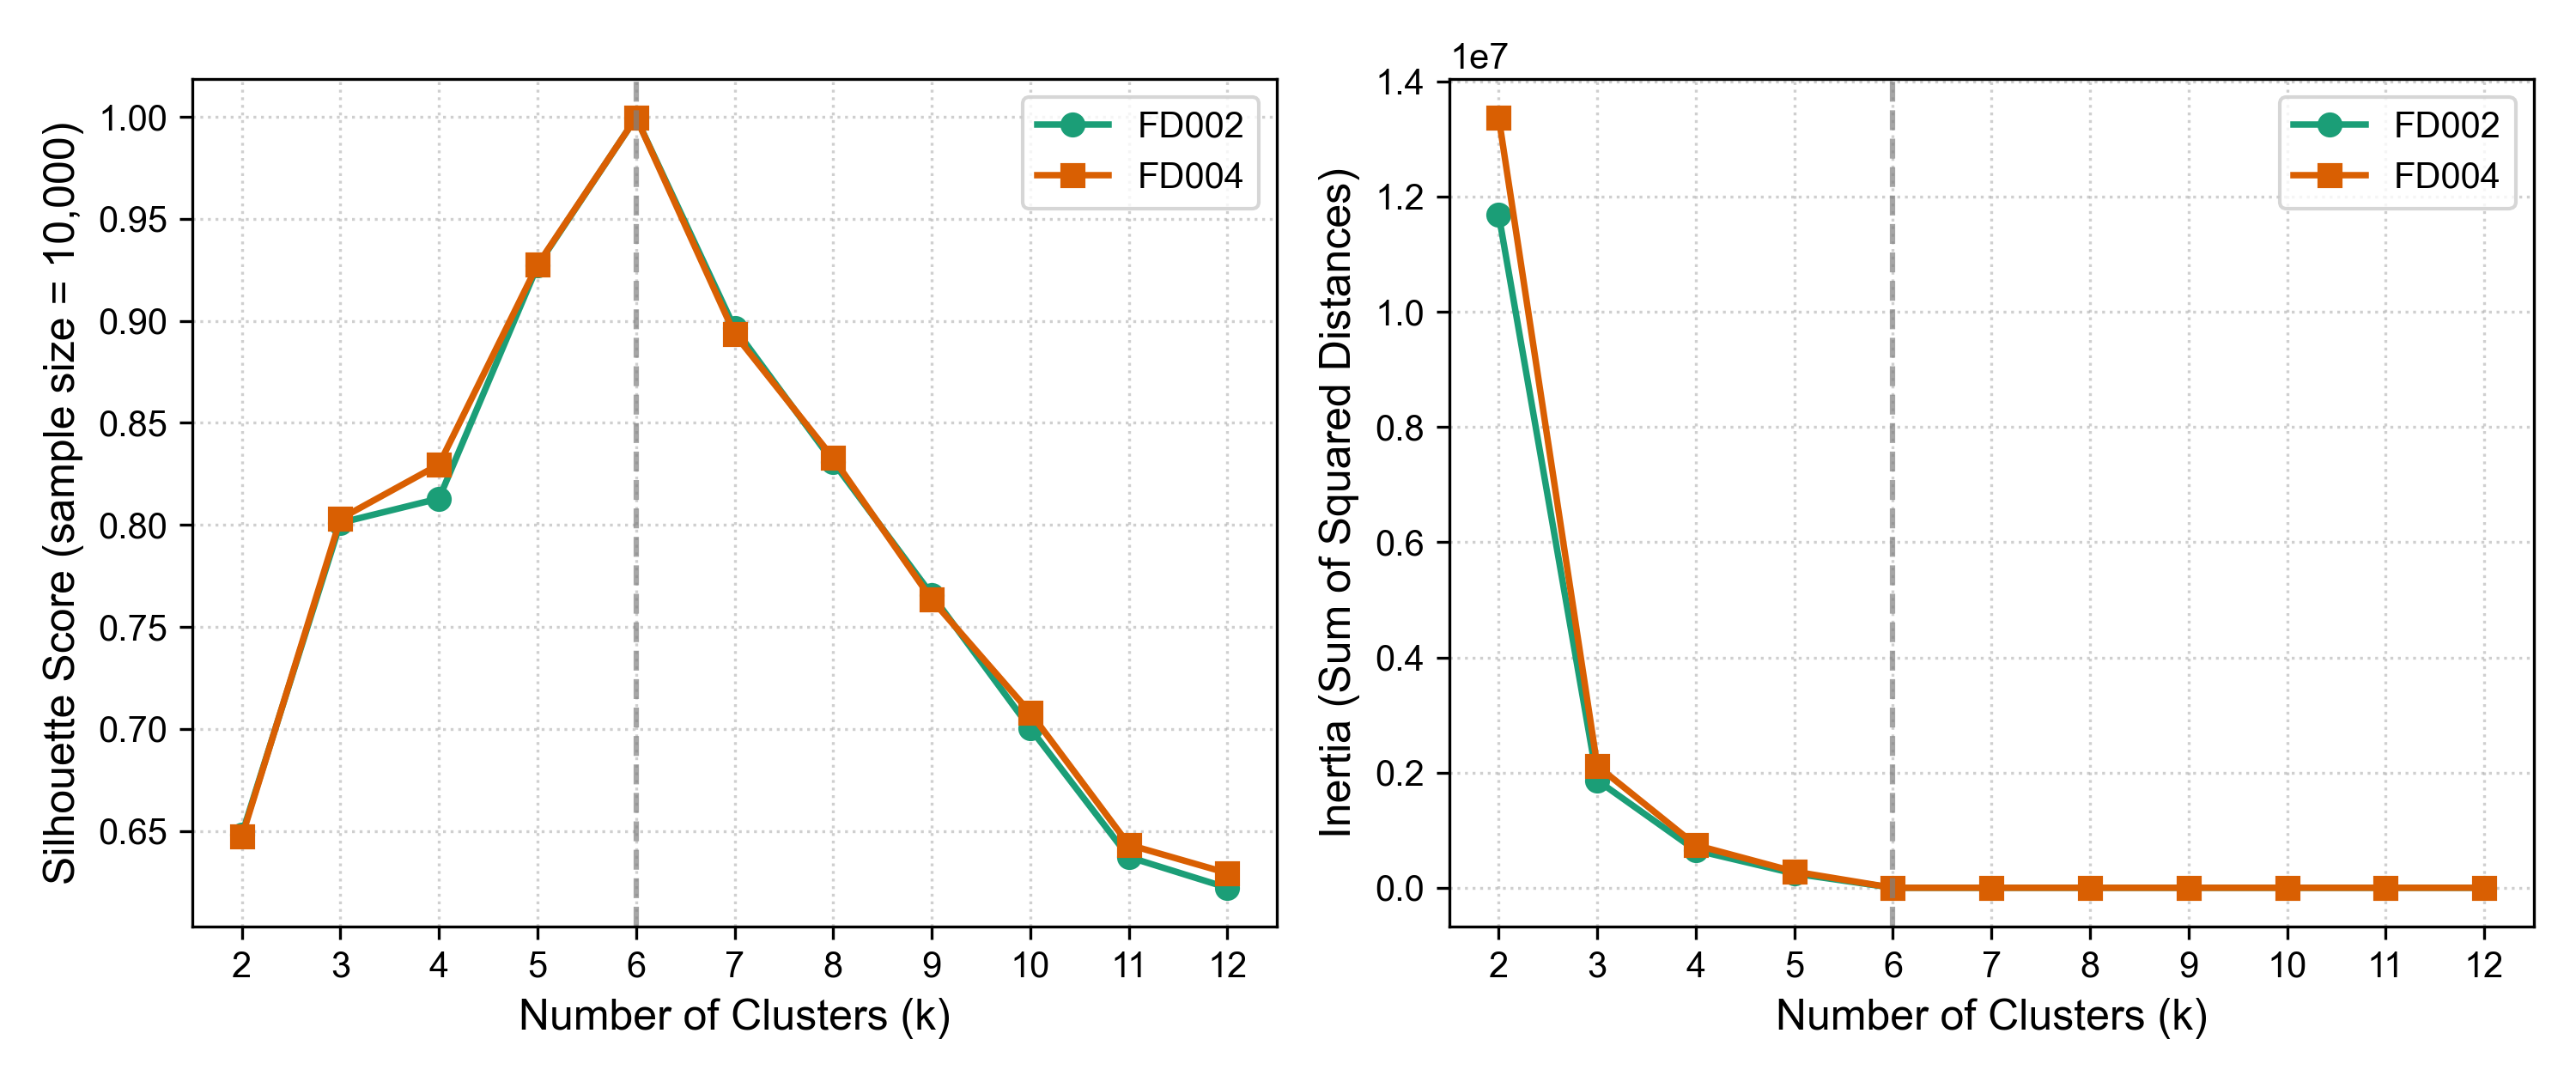 Silhouette Score (sample size = 10,000)
1.00
0.95
0.90
0.85
0.80
0.75
0.70
0.65
2 3 4 5 6 7 8 9 10 11 12
Number of Clusters (k)
FD002
FD004
1e7
Inertia (Sum of Squared Distances)
1.4
1.2
1.0
0.8
0.6
0.4
0.2
0.0
2 3 4 5 6 7 8 9 10 11 12
Number of Clusters (k)
FD002
FD004